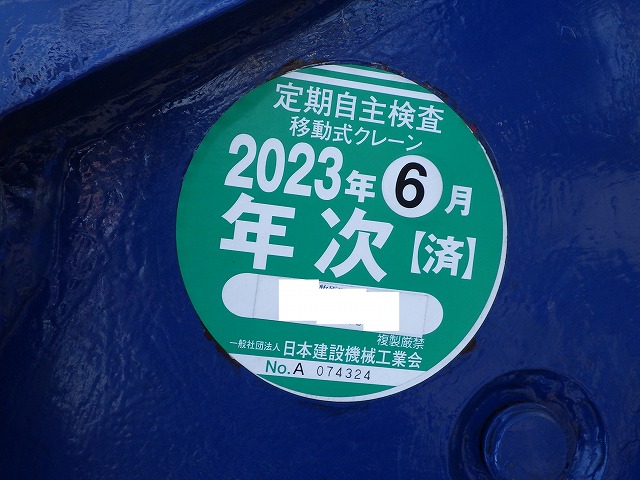 定期自主検査
移動式クレーン
2023年6月
年次【済】
複製厳禁
一般社団法人 日本建設機械工業会
No.A 074324